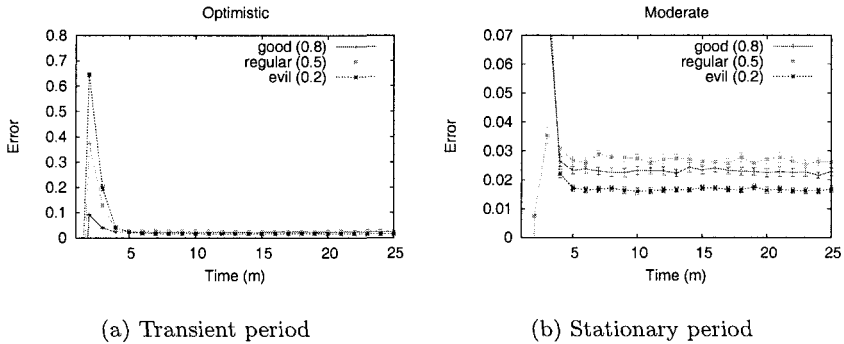 Optimistic
0.8
0.7
0.6
0.5
0.4
0.3
0.2
0.1
0
Error
good (0.8)
regular (0.5)
evil (0.2)
5
10
15
20
25
Time (m)
(a) Transient period
Moderate
0.07
0.06
0.05
0.04
0.03
0.02
0.01
0
Error
good (0.8)
regular (0.5)
evil (0.2)
5
10
15
20
25
Time (m)
(b) Stationary period